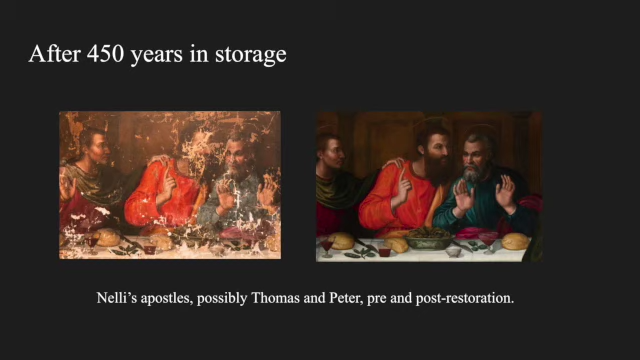 After 450 years in storage
Nelli’s apostles, possibly Thomas and Peter, pre and post-restoration.